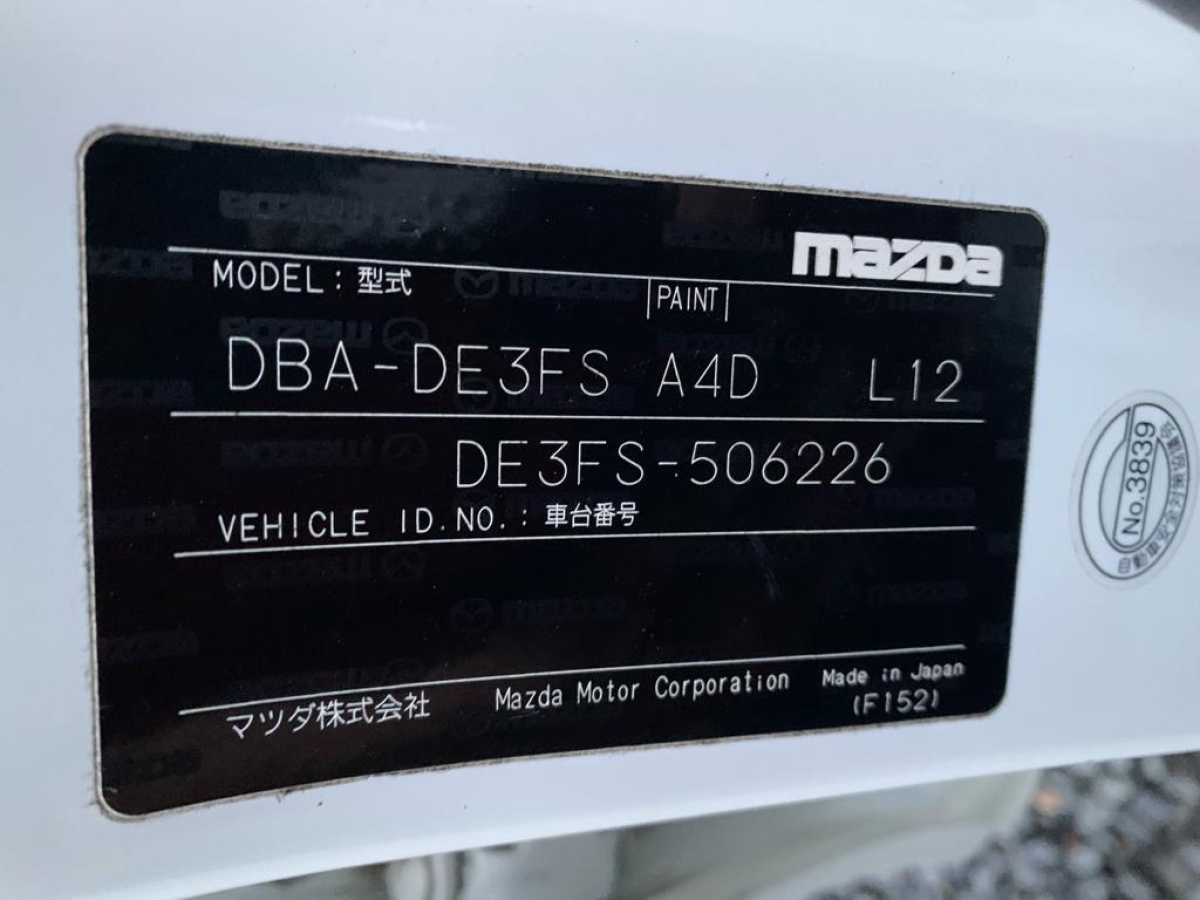 mazda
MODEL : 型式
PAINT
DBA-DE3FS A4D L12
DE3FS-506226
VEHICLE ID.NO. : 車台番号
マツダ株式会社 Mazda Motor Corporation Made in Japan
(F152)
No.3839